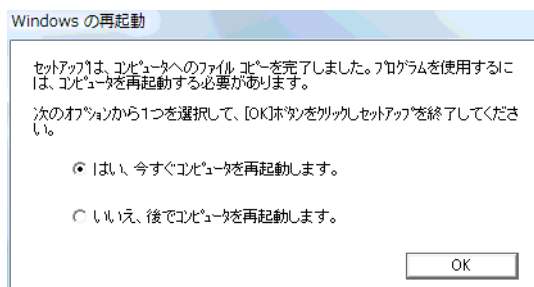 Windows の再起動
ｾｯﾄｱｯﾌﾟは、ｺﾝﾋﾟｭｰﾀへのﾌｧｲﾙ ｺﾋﾟｰを完了しました。ﾌﾟﾛｸﾞﾗﾑを使用するに
は、ｺﾝﾋﾟｭｰﾀを再起動する必要があります。
次のｵﾌﾟｼｮﾝから1つを選択して、[OK]ﾎﾞﾀﾝをｸﾘｯｸしｾｯﾄｱｯﾌﾟを終了してくださ
い。
はい、今すぐｺﾝﾋﾟｭｰﾀを再起動します。
いいえ、後でｺﾝﾋﾟｭｰﾀを再起動します。
OK